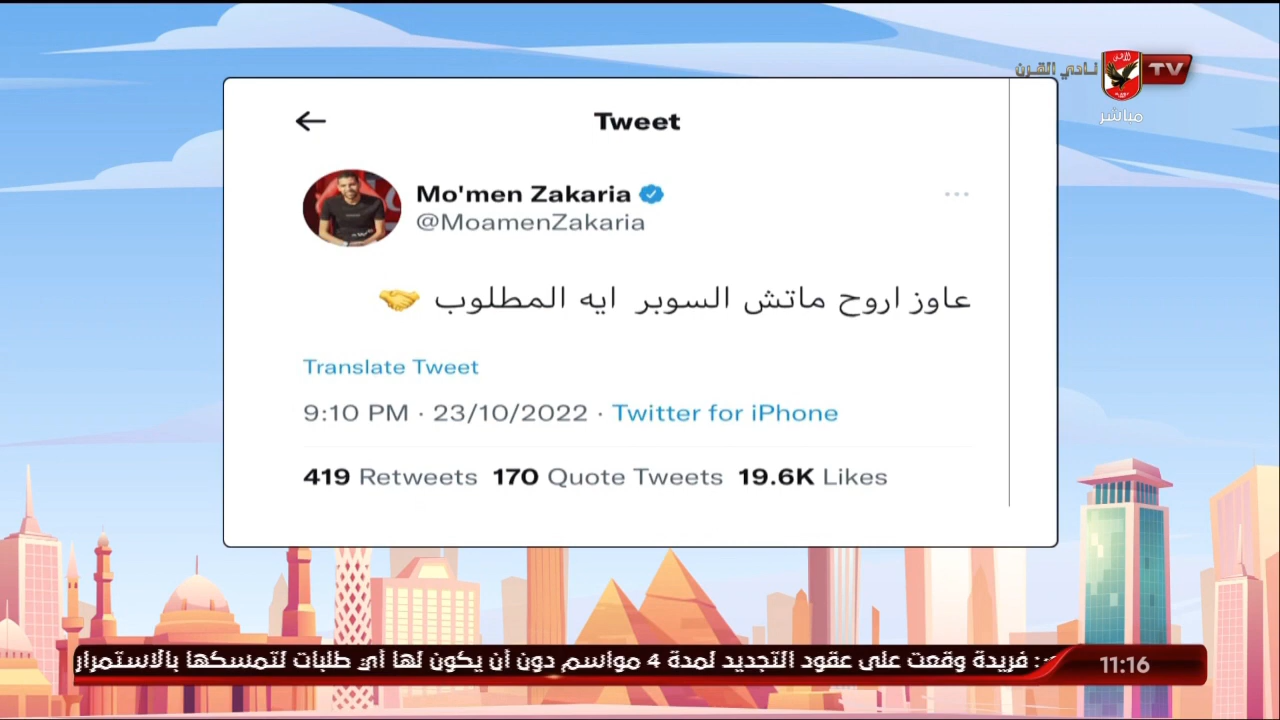 نادي القرن
TV
مباشر
Tweet
Mo'men Zakaria
@MoamenZakaria
عاوز اروح ماتش السوبر ايه المطلوب 🤝
Translate Tweet
9:10 PM · 23/10/2022 · Twitter for iPhone
419 Retweets 170 Quote Tweets 19.6K Likes
: فريدة وقعت على عقود التجديد لمدة 4 مواسم دون أن يكون لها أي طلبات لتمسكها بالاستمرار
11:16